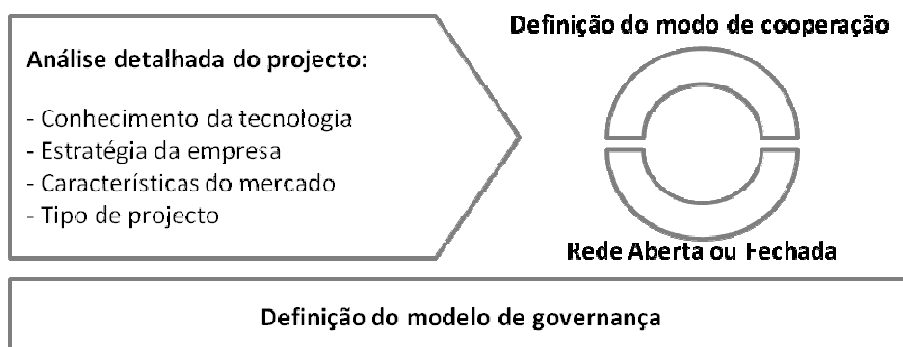 Análise detalhada do projecto:
- Conhecimento da tecnologia
- Estratégia da empresa
- Características do mercado
- Tipo de projecto
Definição do modo de cooperação
Rede Aberta ou Fechada
Definição do modelo de governança